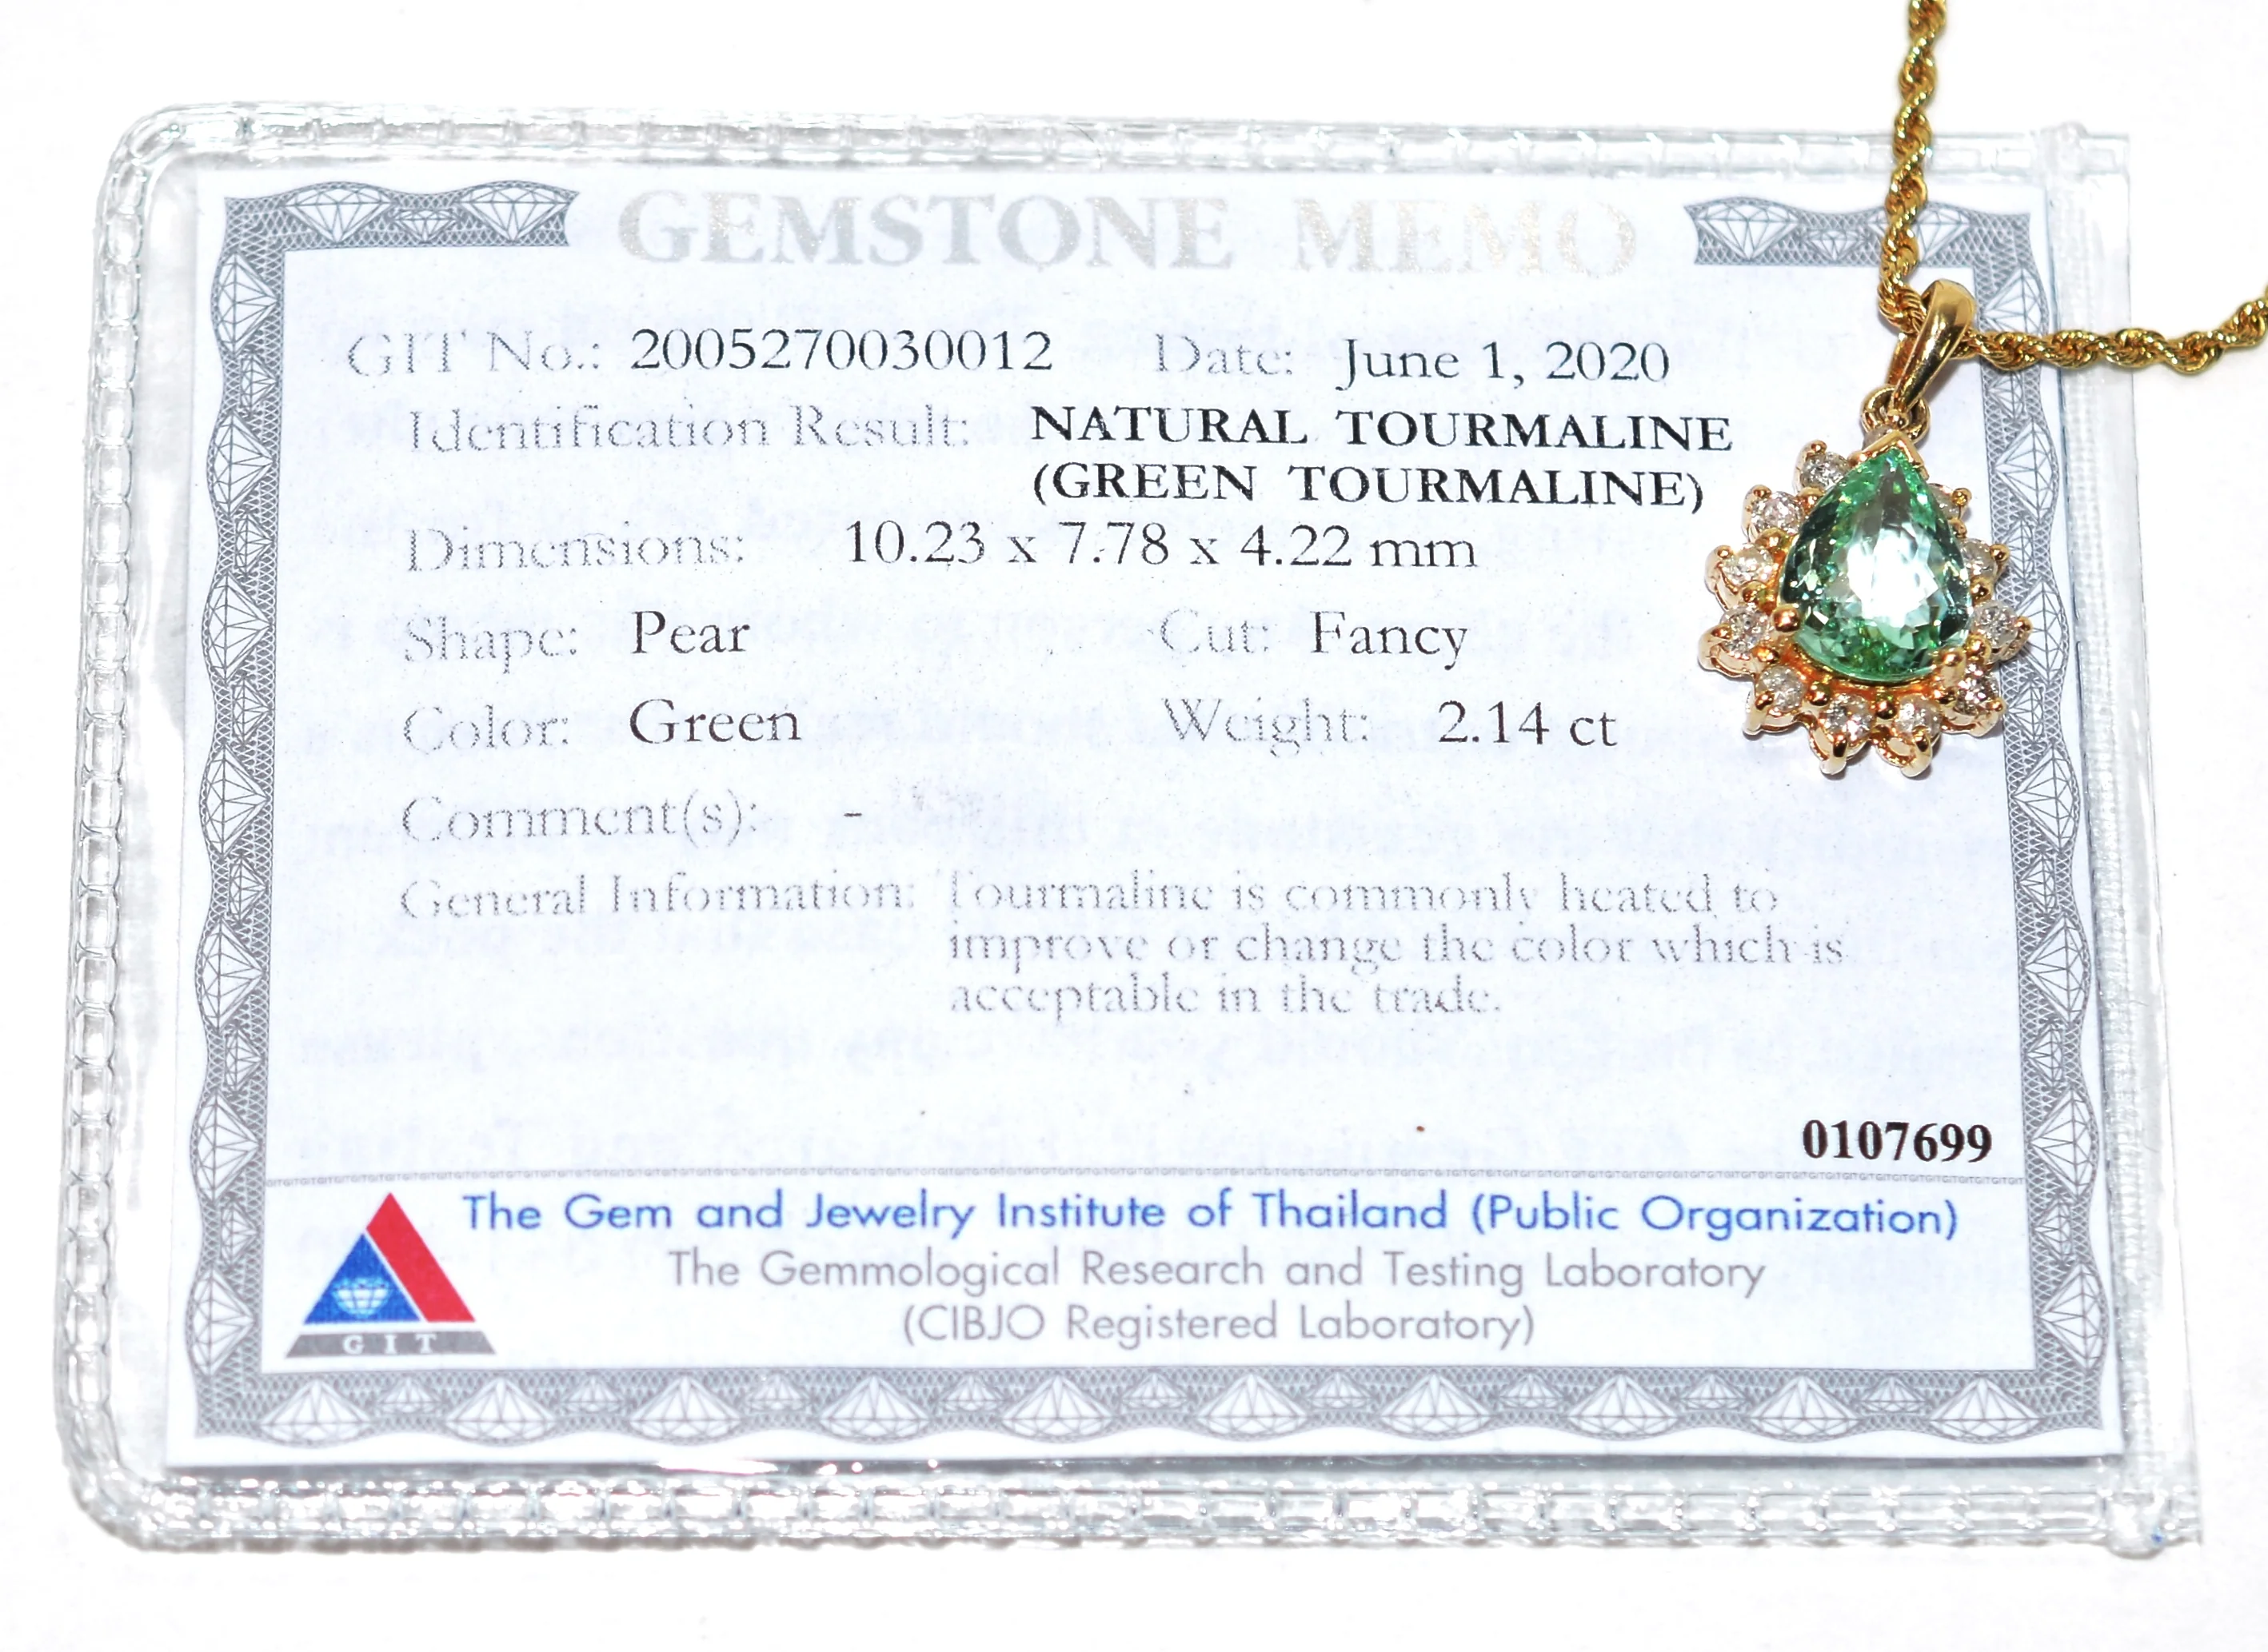 GEMSTONE MEMO
GIT No.: 2005270030012 Date: June 1, 2020
Identification Result: NATURAL TOURMALINE
(GREEN TOURMALINE)
Dimensions: 10.23 x 7.78 x 4.22 mm
Shape: Pear Cut: Fancy
Color: Green Weight: 2.14 ct
Comment(s): -
General Information: Tourmaline is commonly heated to
improve or change the color which is
acceptable in the trade.
0107699
The Gem and Jewelry Institute of Thailand (Public Organization)
The Gemmological Research and Testing Laboratory
(CIBJO Registered Laboratory)
GIT